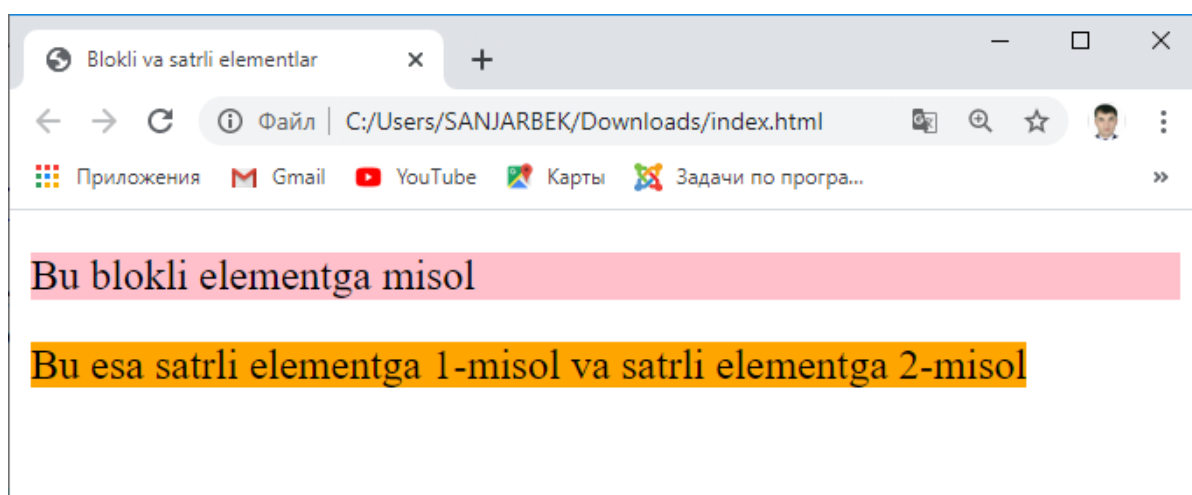 Blokli va satrli elementlar
Файл | C:/Users/SANJARBEK/Downloads/index.html
Приложения Gmail YouTube Карты Задачи по програ...
Bu blokli elementga misol
Bu esa satrli elementga 1-misol va satrli elementga 2-misol